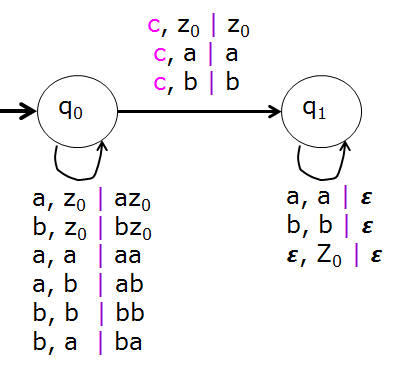 c, z₀ | z₀
c, a | a
c, b | b
q₀
q₁
a, z₀ | az₀
b, z₀ | bz₀
a, a | aa
a, b | ab
b, b | bb
b, a | ba
a, a | ε
b, b | ε
ε, Z₀ | ε